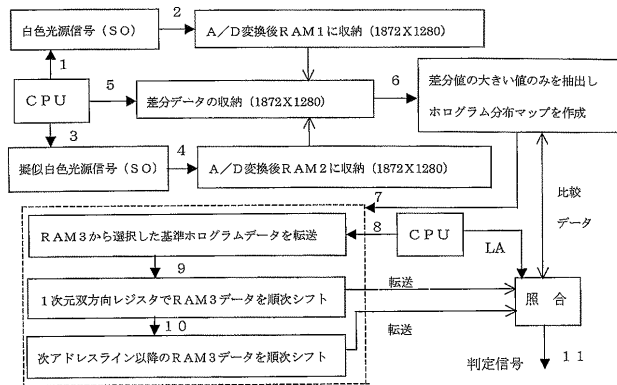 2
白色光源信号（ＳＯ）
Ａ／Ｄ変換後ＲＡＭ１に収納（1872Ｘ1280）
1
5
6
ＣＰＵ
差分データの収納（1872Ｘ1280）
差分値の大きい値のみを抽出し
ホログラム分布マップを作成
3
4
擬似白色光源信号（ＳＯ）
Ａ／Ｄ変換後ＲＡＭ２に収納（1872Ｘ1280）
7
比較
データ
ＲＡＭ３から選択した基準ホログラムデータを転送
8
ＣＰＵ
LA
9
１次元双方向レジスタでＲＡＭ３データを順次シフト
転送
照　合
１０
転送
次アドレスライン以降のＲＡＭ３データを順次シフト
判定信号
１１